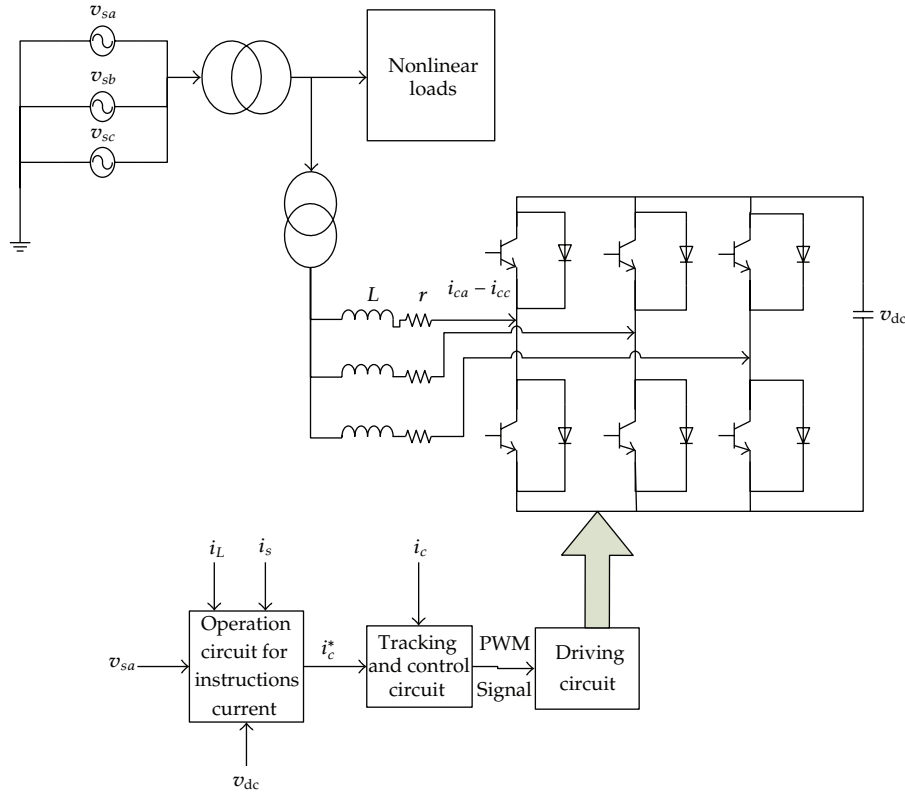 v_sa
v_sb
v_sc
Nonlinear
loads
L
r
i_ca − i_cc
v_dc
i_L
i_s
i_c
Operation
circuit for
instructions
current
v_sa
i_c^*
Tracking
and control
circuit
PWM
Signal
Driving
circuit
v_dc